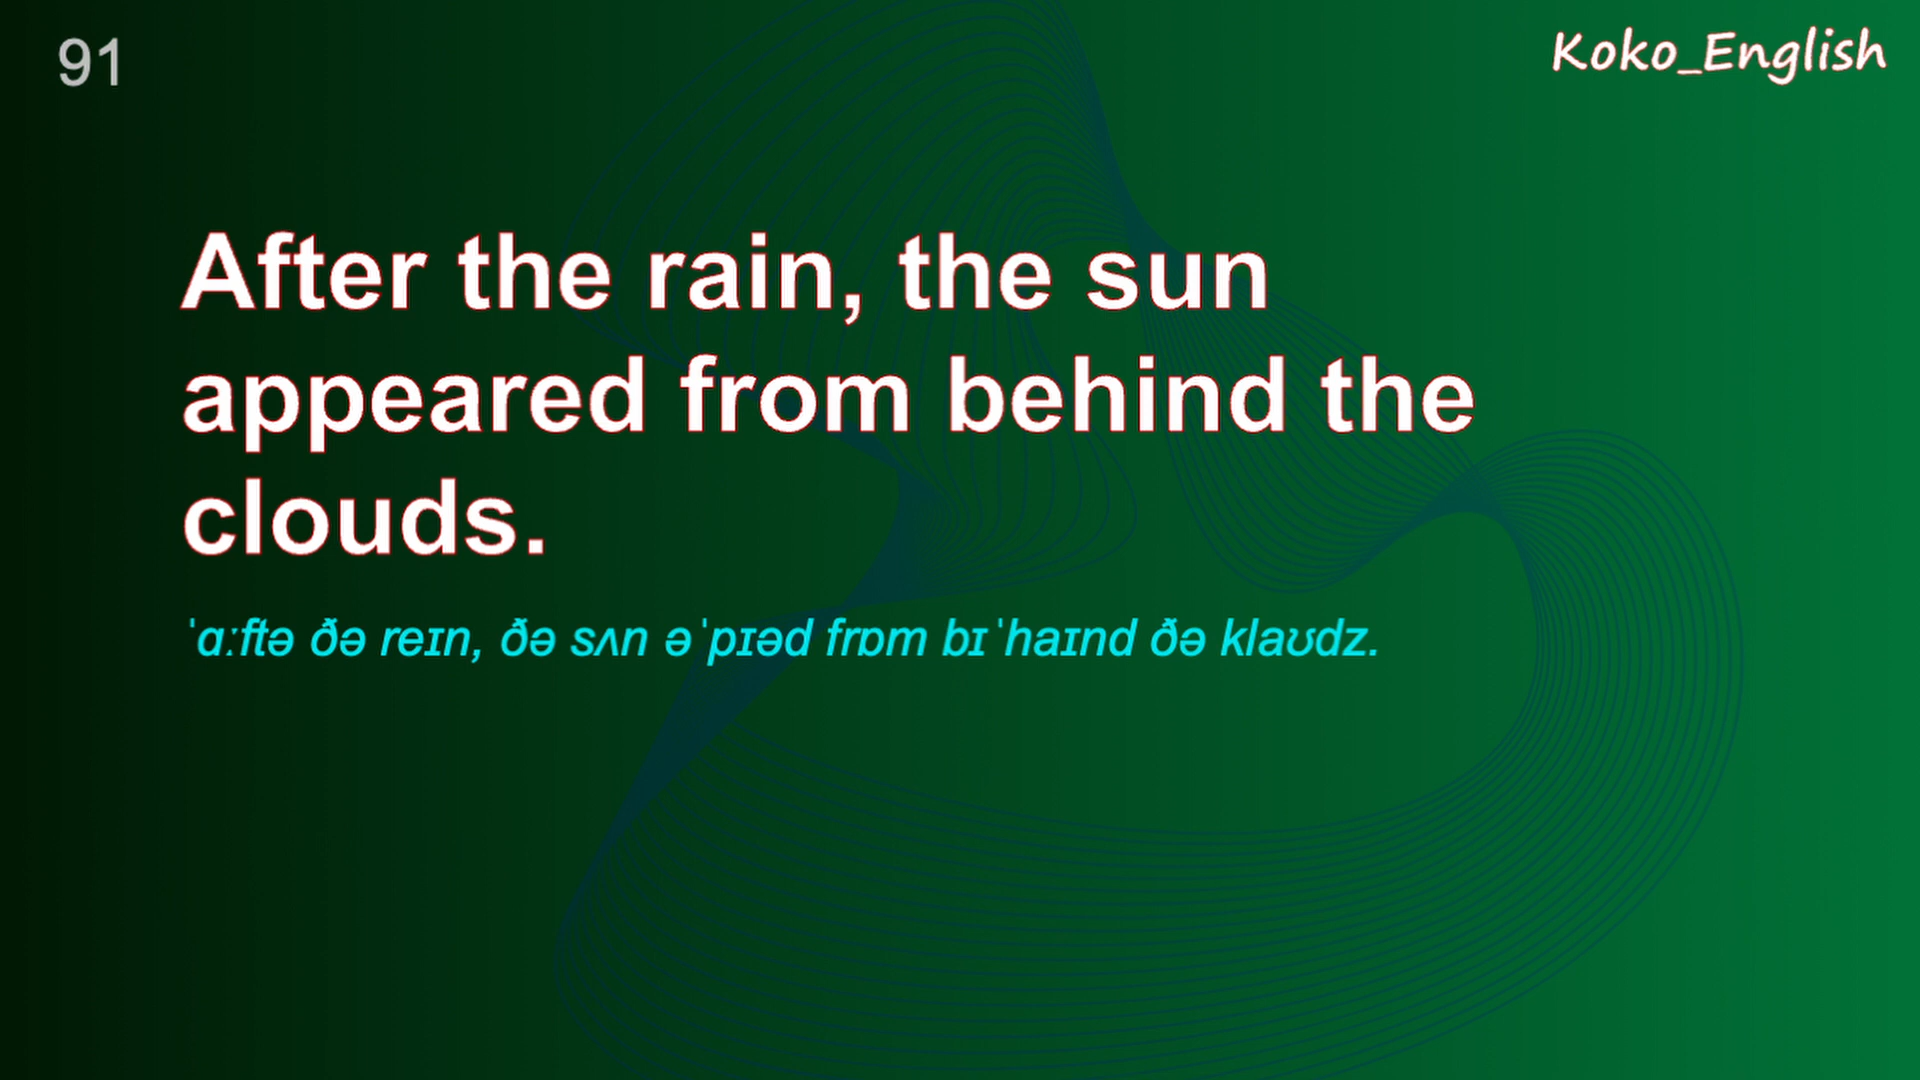 91
Koko_English
After the rain, the sun
appeared from behind the
clouds.
ˈɑːftə ðə reɪn, ðə sʌn əˈpɪəd frɒm bɪˈhaɪnd ðə klaʊdz.